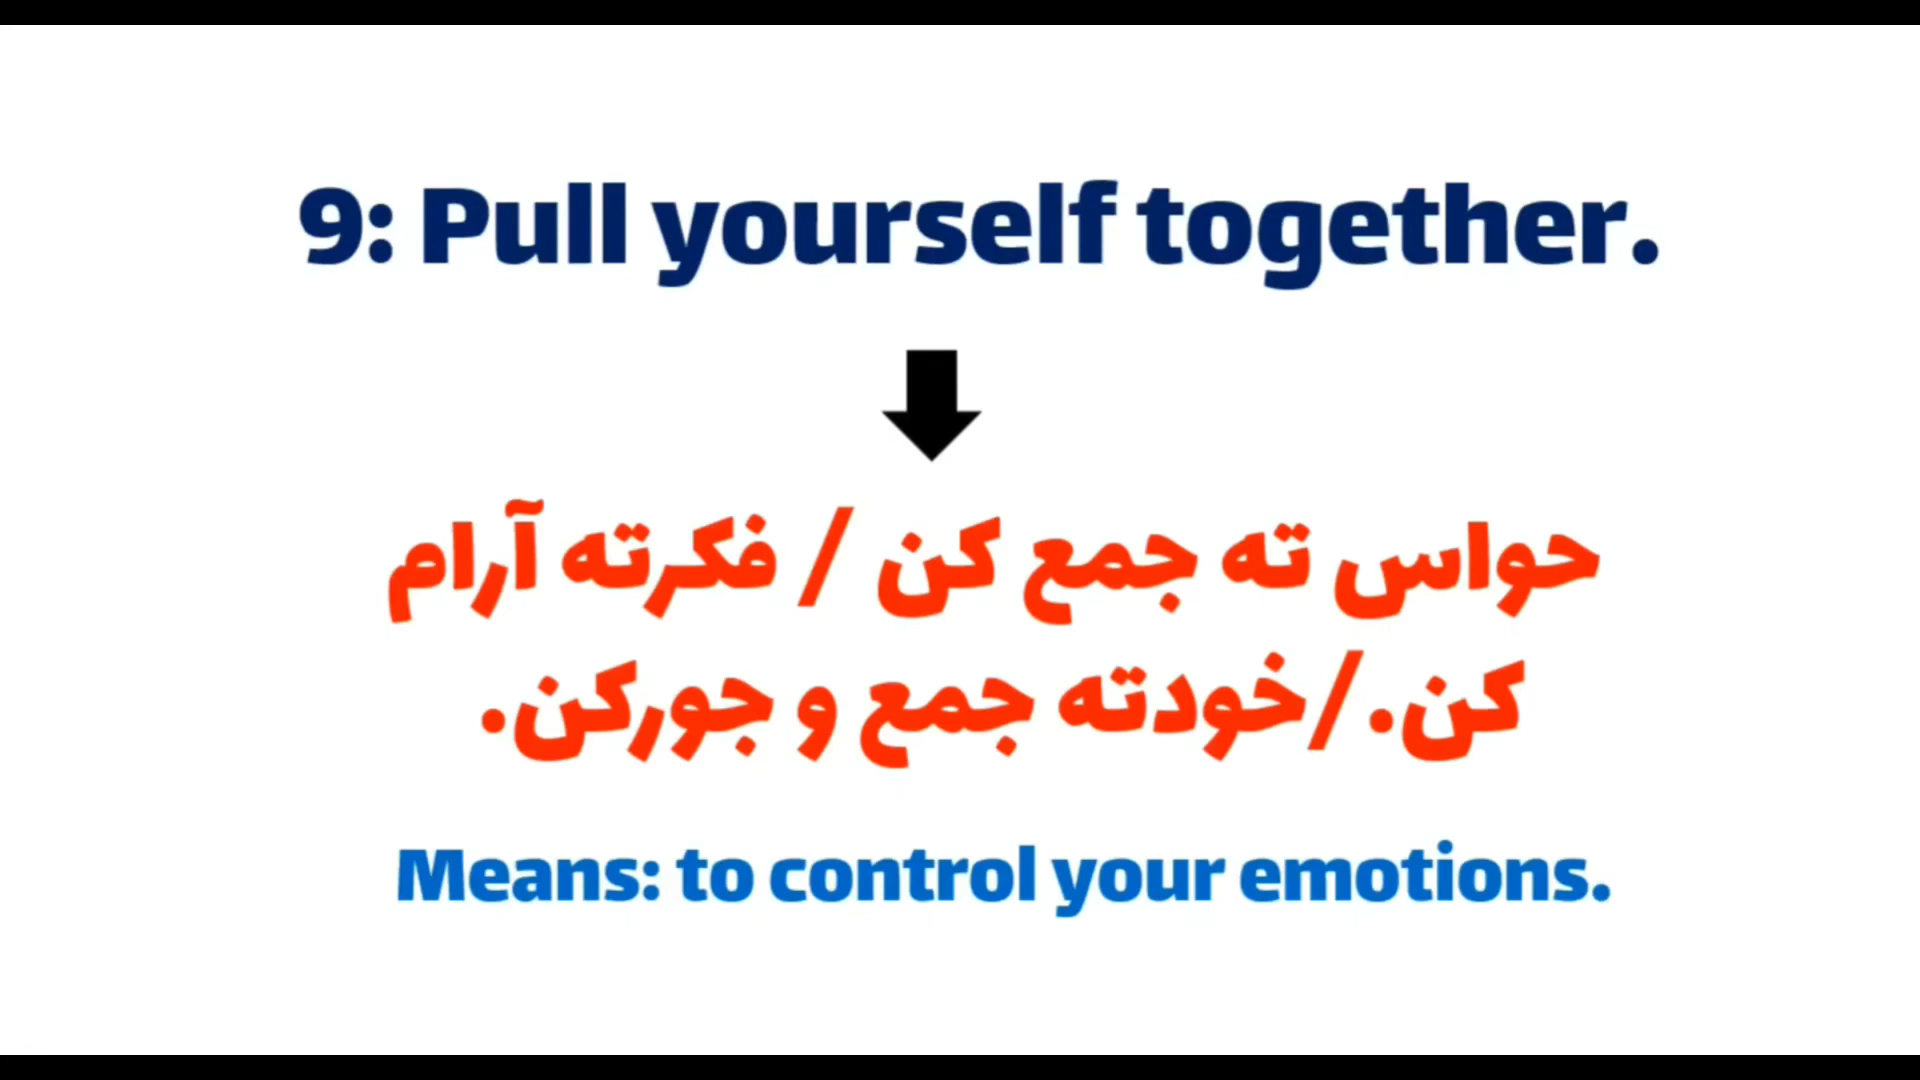 9: Pull yourself together.
حواس ته جمع کن / فکرته آرام
کن./خودته جمع و جورکن.
Means: to control your emotions.